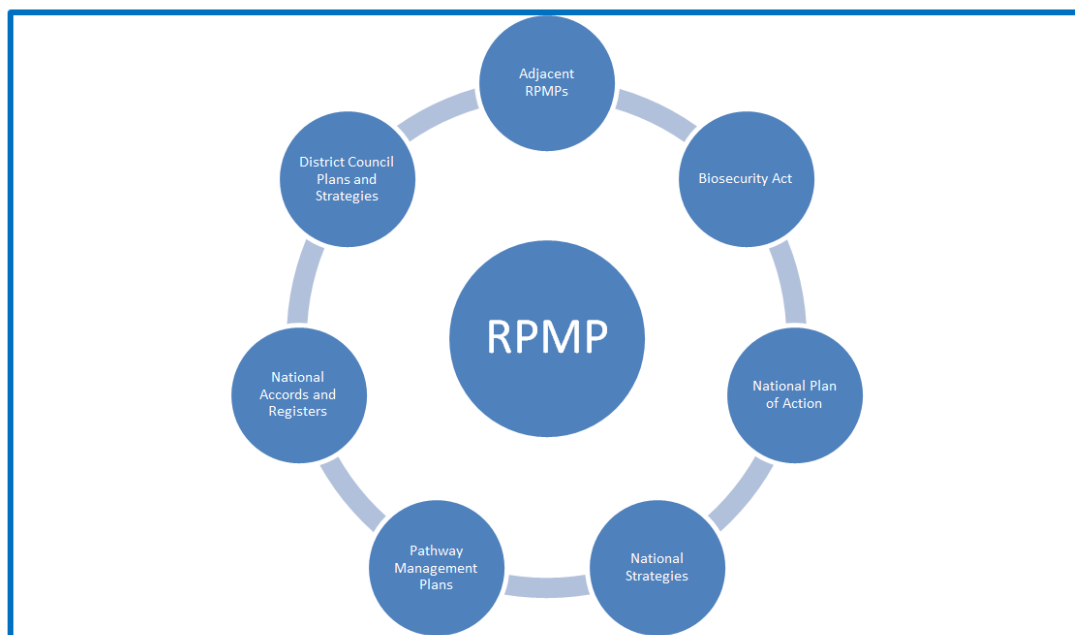 Adjacent
RPMPs
Biosecurity Act
National Plan
of Action
National
Strategies
Pathway
Management
Plans
National
Accords and
Registers
District Council
Plans and
Strategies
RPMP